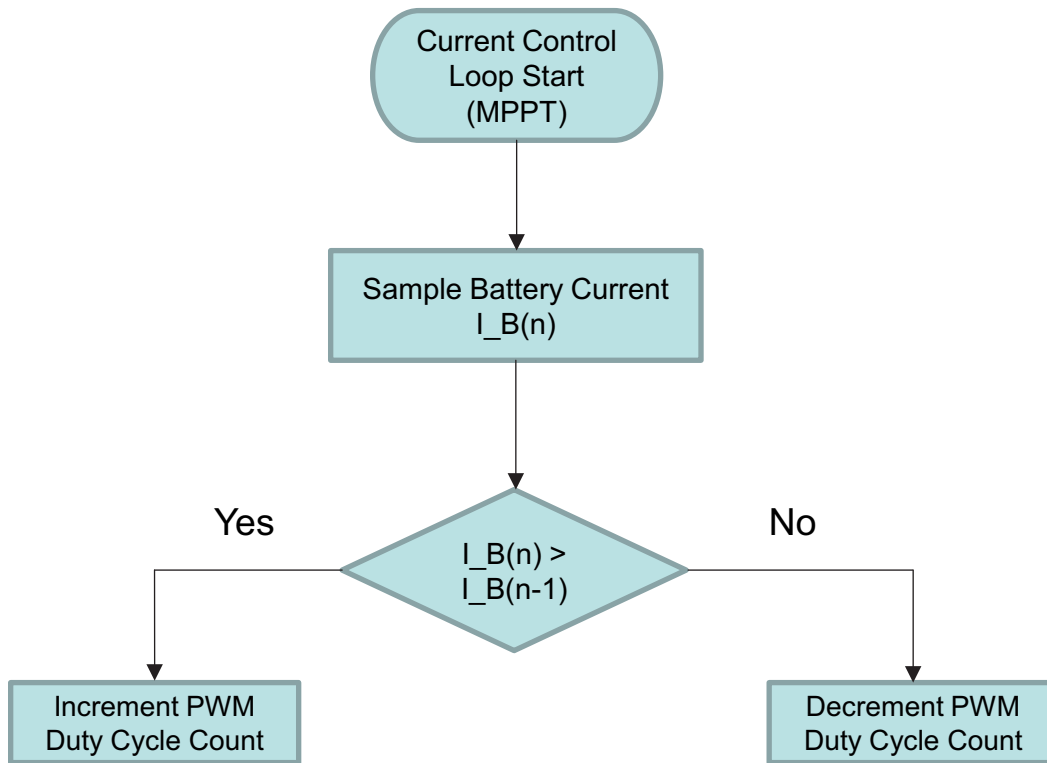 Current Control
Loop Start
(MPPT)
Sample Battery Current
I_B(n)
Yes
No
I_B(n) >
I_B(n-1)
Increment PWM
Duty Cycle Count
Decrement PWM
Duty Cycle Count